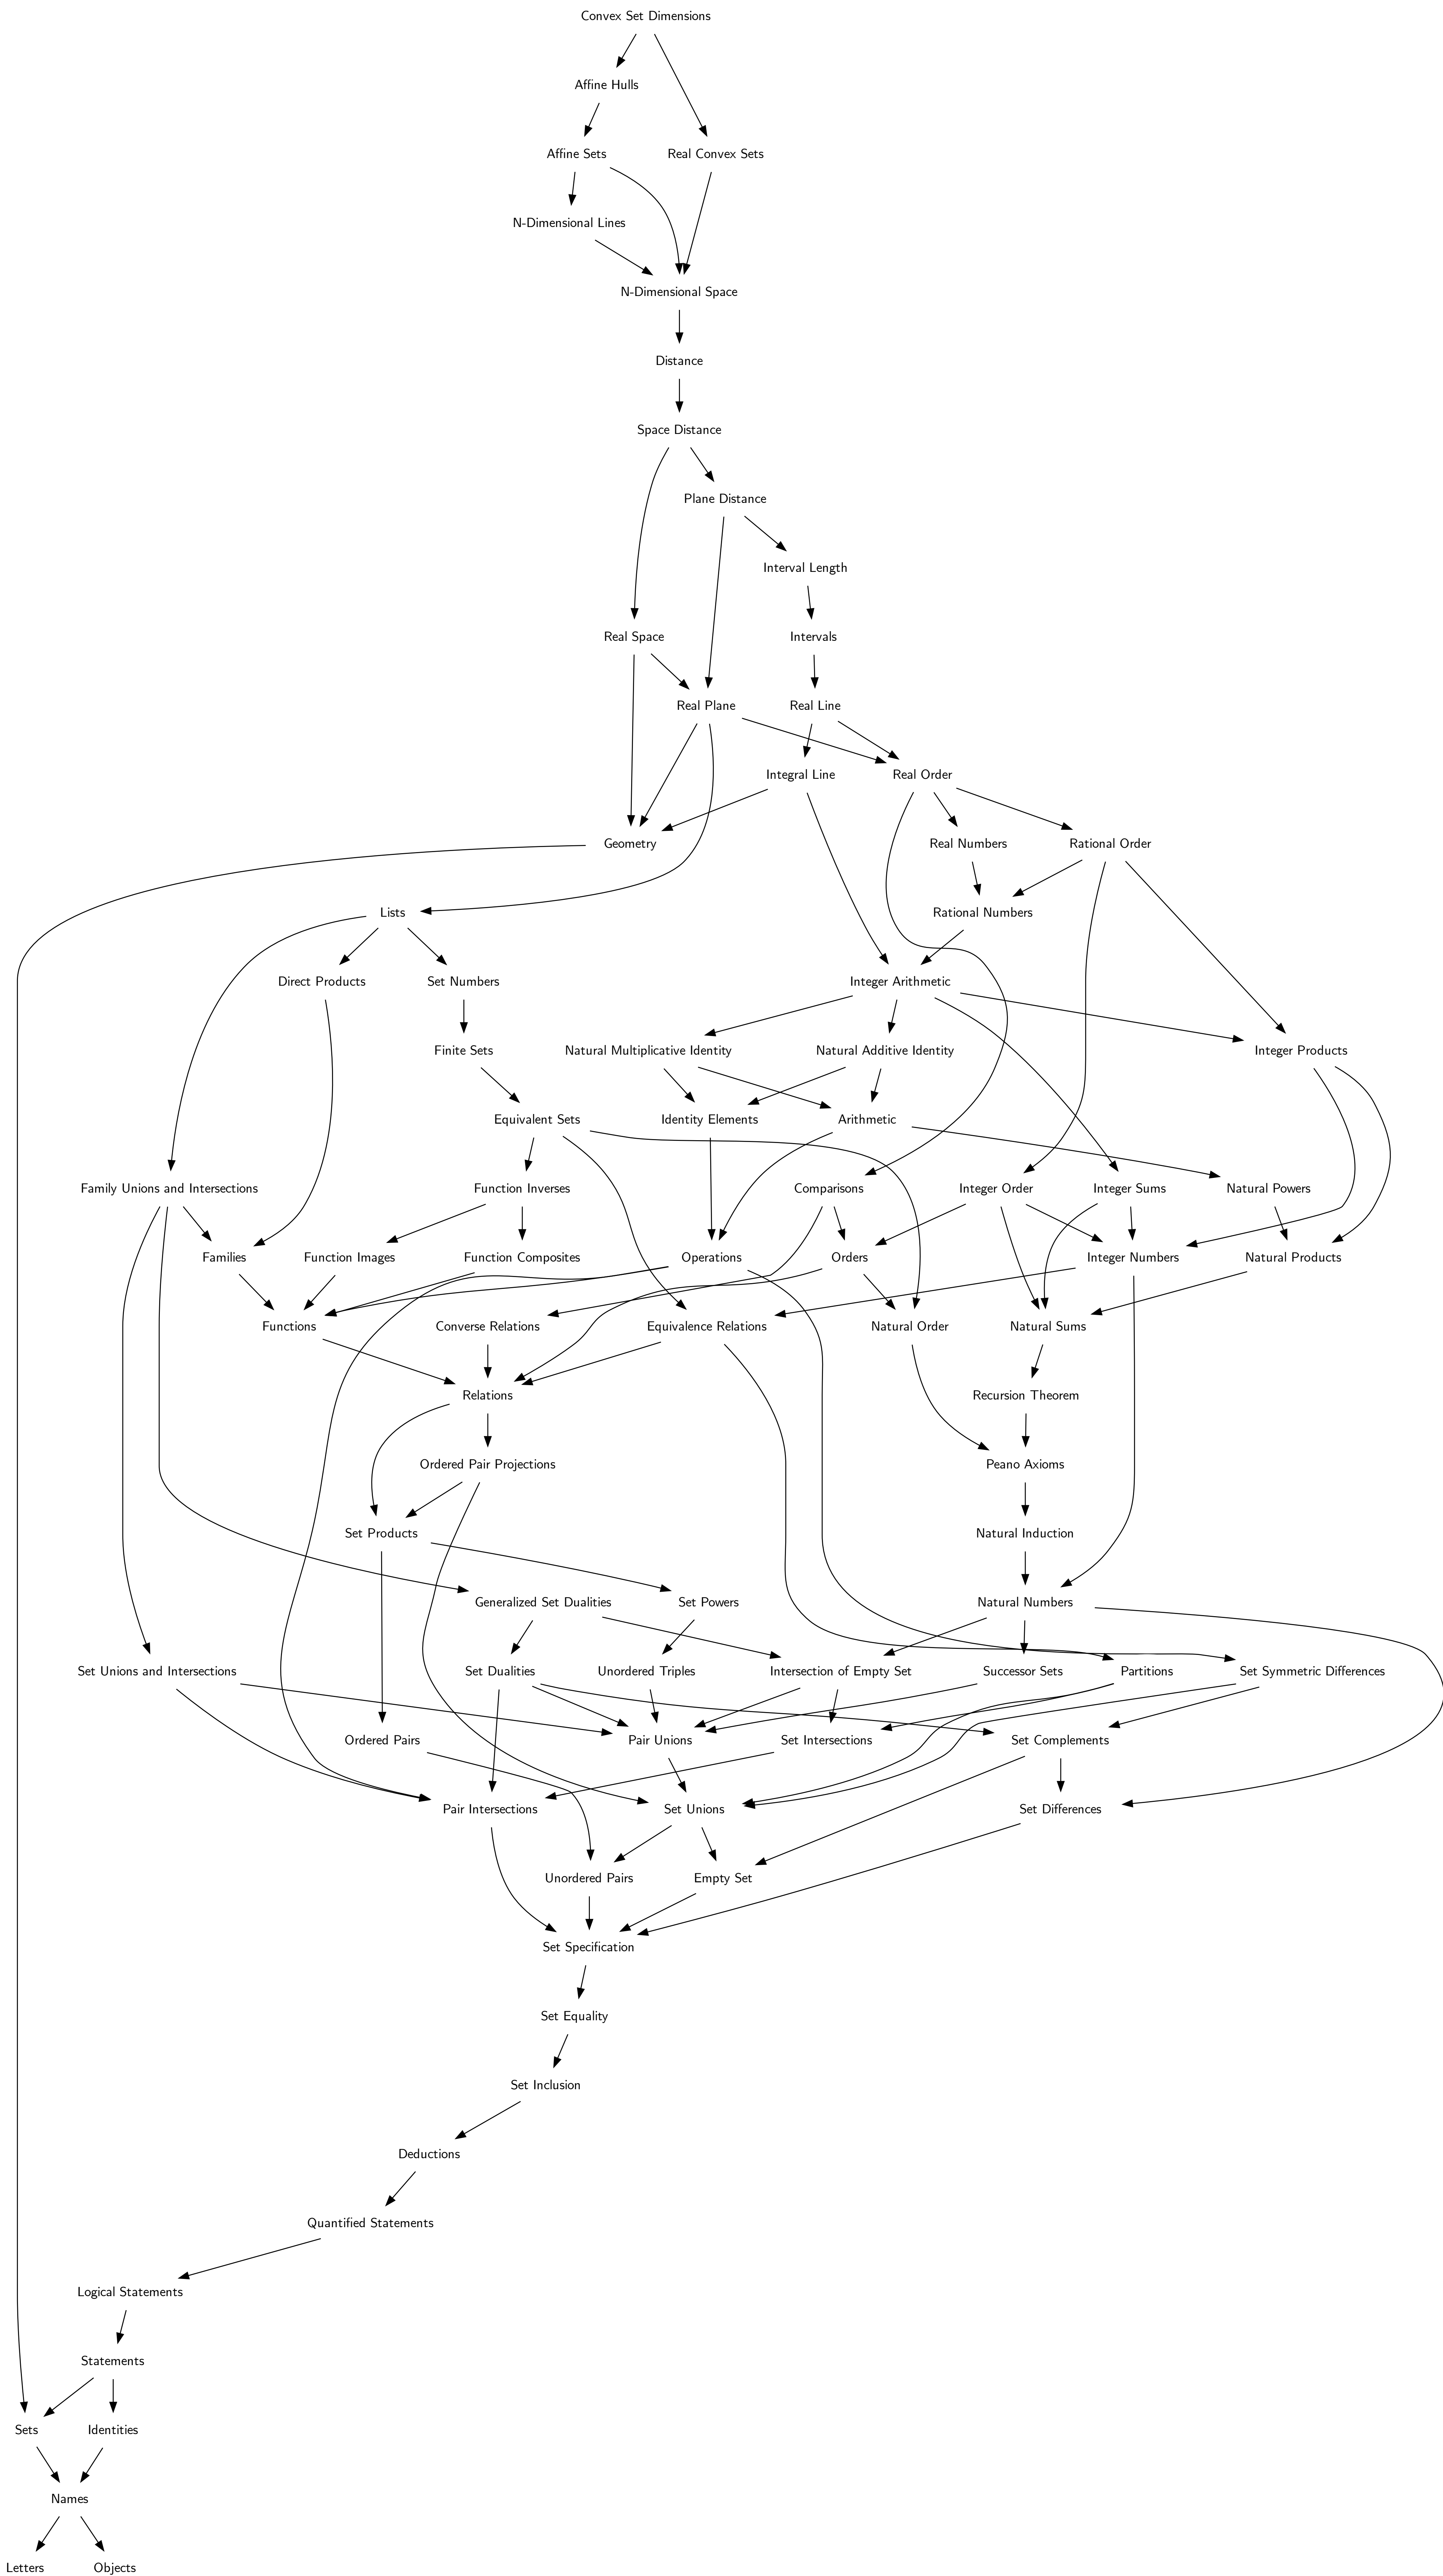 Convex Set Dimensions
Affine Hulls
Affine Sets
Real Convex Sets
N-Dimensional Lines
N-Dimensional Space
Distance
Space Distance
Plane Distance
Interval Length
Real Space
Intervals
Real Plane
Real Line
Integral Line
Real Order
Geometry
Real Numbers
Rational Order
Lists
Rational Numbers
Direct Products
Set Numbers
Integer Arithmetic
Finite Sets
Natural Multiplicative Identity
Natural Additive Identity
Integer Products
Equivalent Sets
Identity Elements
Arithmetic
Family Unions and Intersections
Function Inverses
Comparisons
Integer Order
Integer Sums
Natural Powers
Families
Function Images
Function Composites
Operations
Orders
Integer Numbers
Natural Products
Functions
Converse Relations
Equivalence Relations
Natural Order
Natural Sums
Relations
Recursion Theorem
Ordered Pair Projections
Peano Axioms
Set Products
Natural Induction
Generalized Set Dualities
Set Powers
Natural Numbers
Set Unions and Intersections
Set Dualities
Unordered Triples
Intersection of Empty Set
Successor Sets
Partitions
Set Symmetric Differences
Ordered Pairs
Pair Unions
Set Intersections
Set Complements
Pair Intersections
Set Unions
Set Differences
Unordered Pairs
Empty Set
Set Specification
Set Equality
Set Inclusion
Deductions
Quantified Statements
Logical Statements
Statements
Sets
Identities
Names
Letters
Objects